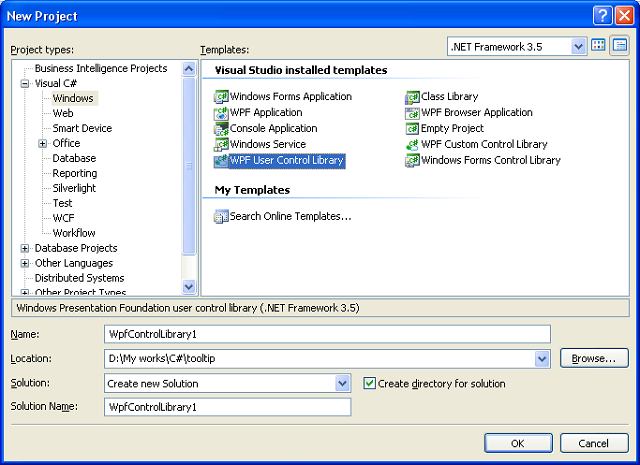 New Project
Project types:
Templates:
.NET Framework 3.5
Business Intelligence Projects
Visual C#
Windows
Web
Smart Device
Office
Database
Reporting
Silverlight
Test
WCF
Workflow
Database Projects
Other Languages
Distributed Systems
Other Project Types
Visual Studio installed templates
Windows Forms Application
Class Library
WPF Application
WPF Browser Application
Console Application
Empty Project
Windows Service
WPF Custom Control Library
WPF User Control Library
Windows Forms Control Library
My Templates
Search Online Templates...
Windows Presentation Foundation user control library (.NET Framework 3.5)
Name:
WpfControlLibrary1
Location:
D:\My works\C#\tooltip
Browse...
Solution:
Create new Solution
Create directory for solution
Solution Name:
WpfControlLibrary1
OK
Cancel